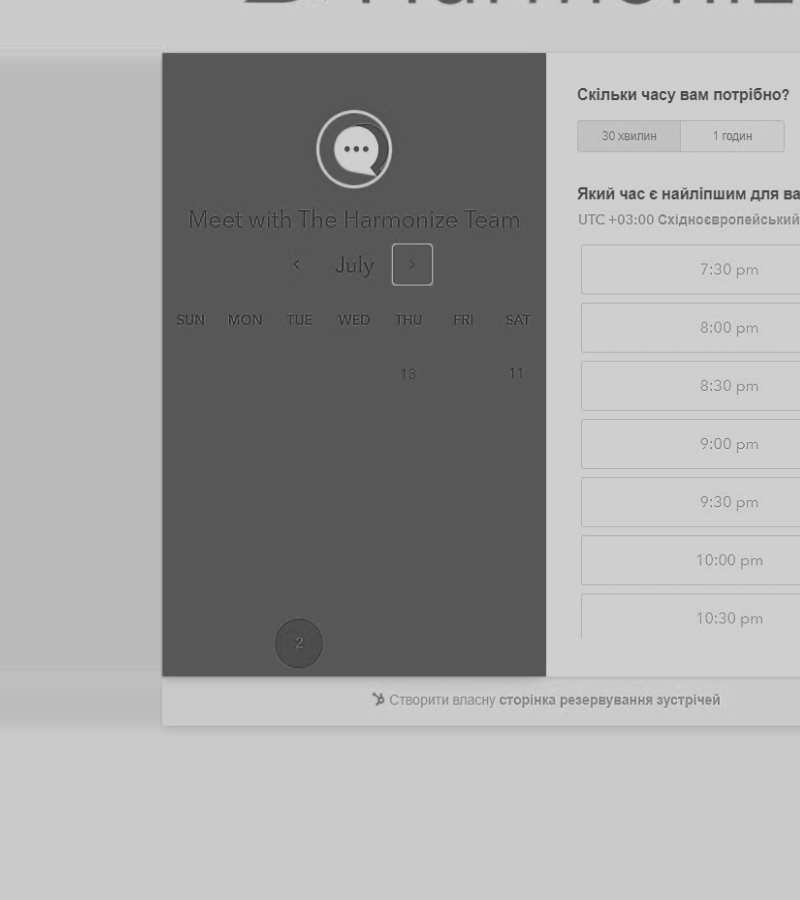 Meet with The Harmonize Team
July
SUN MON TUE WED THU FRI SAT
13 11
2
Скільки часу вам потрібно?
30 хвилин 1 годин
Який час є найліпшим для ва
UTC +03:00 Східноєвропейський
7:30 pm
8:00 pm
8:30 pm
9:00 pm
9:30 pm
10:00 pm
10:30 pm
Створити власну сторінка резервування зустрічей